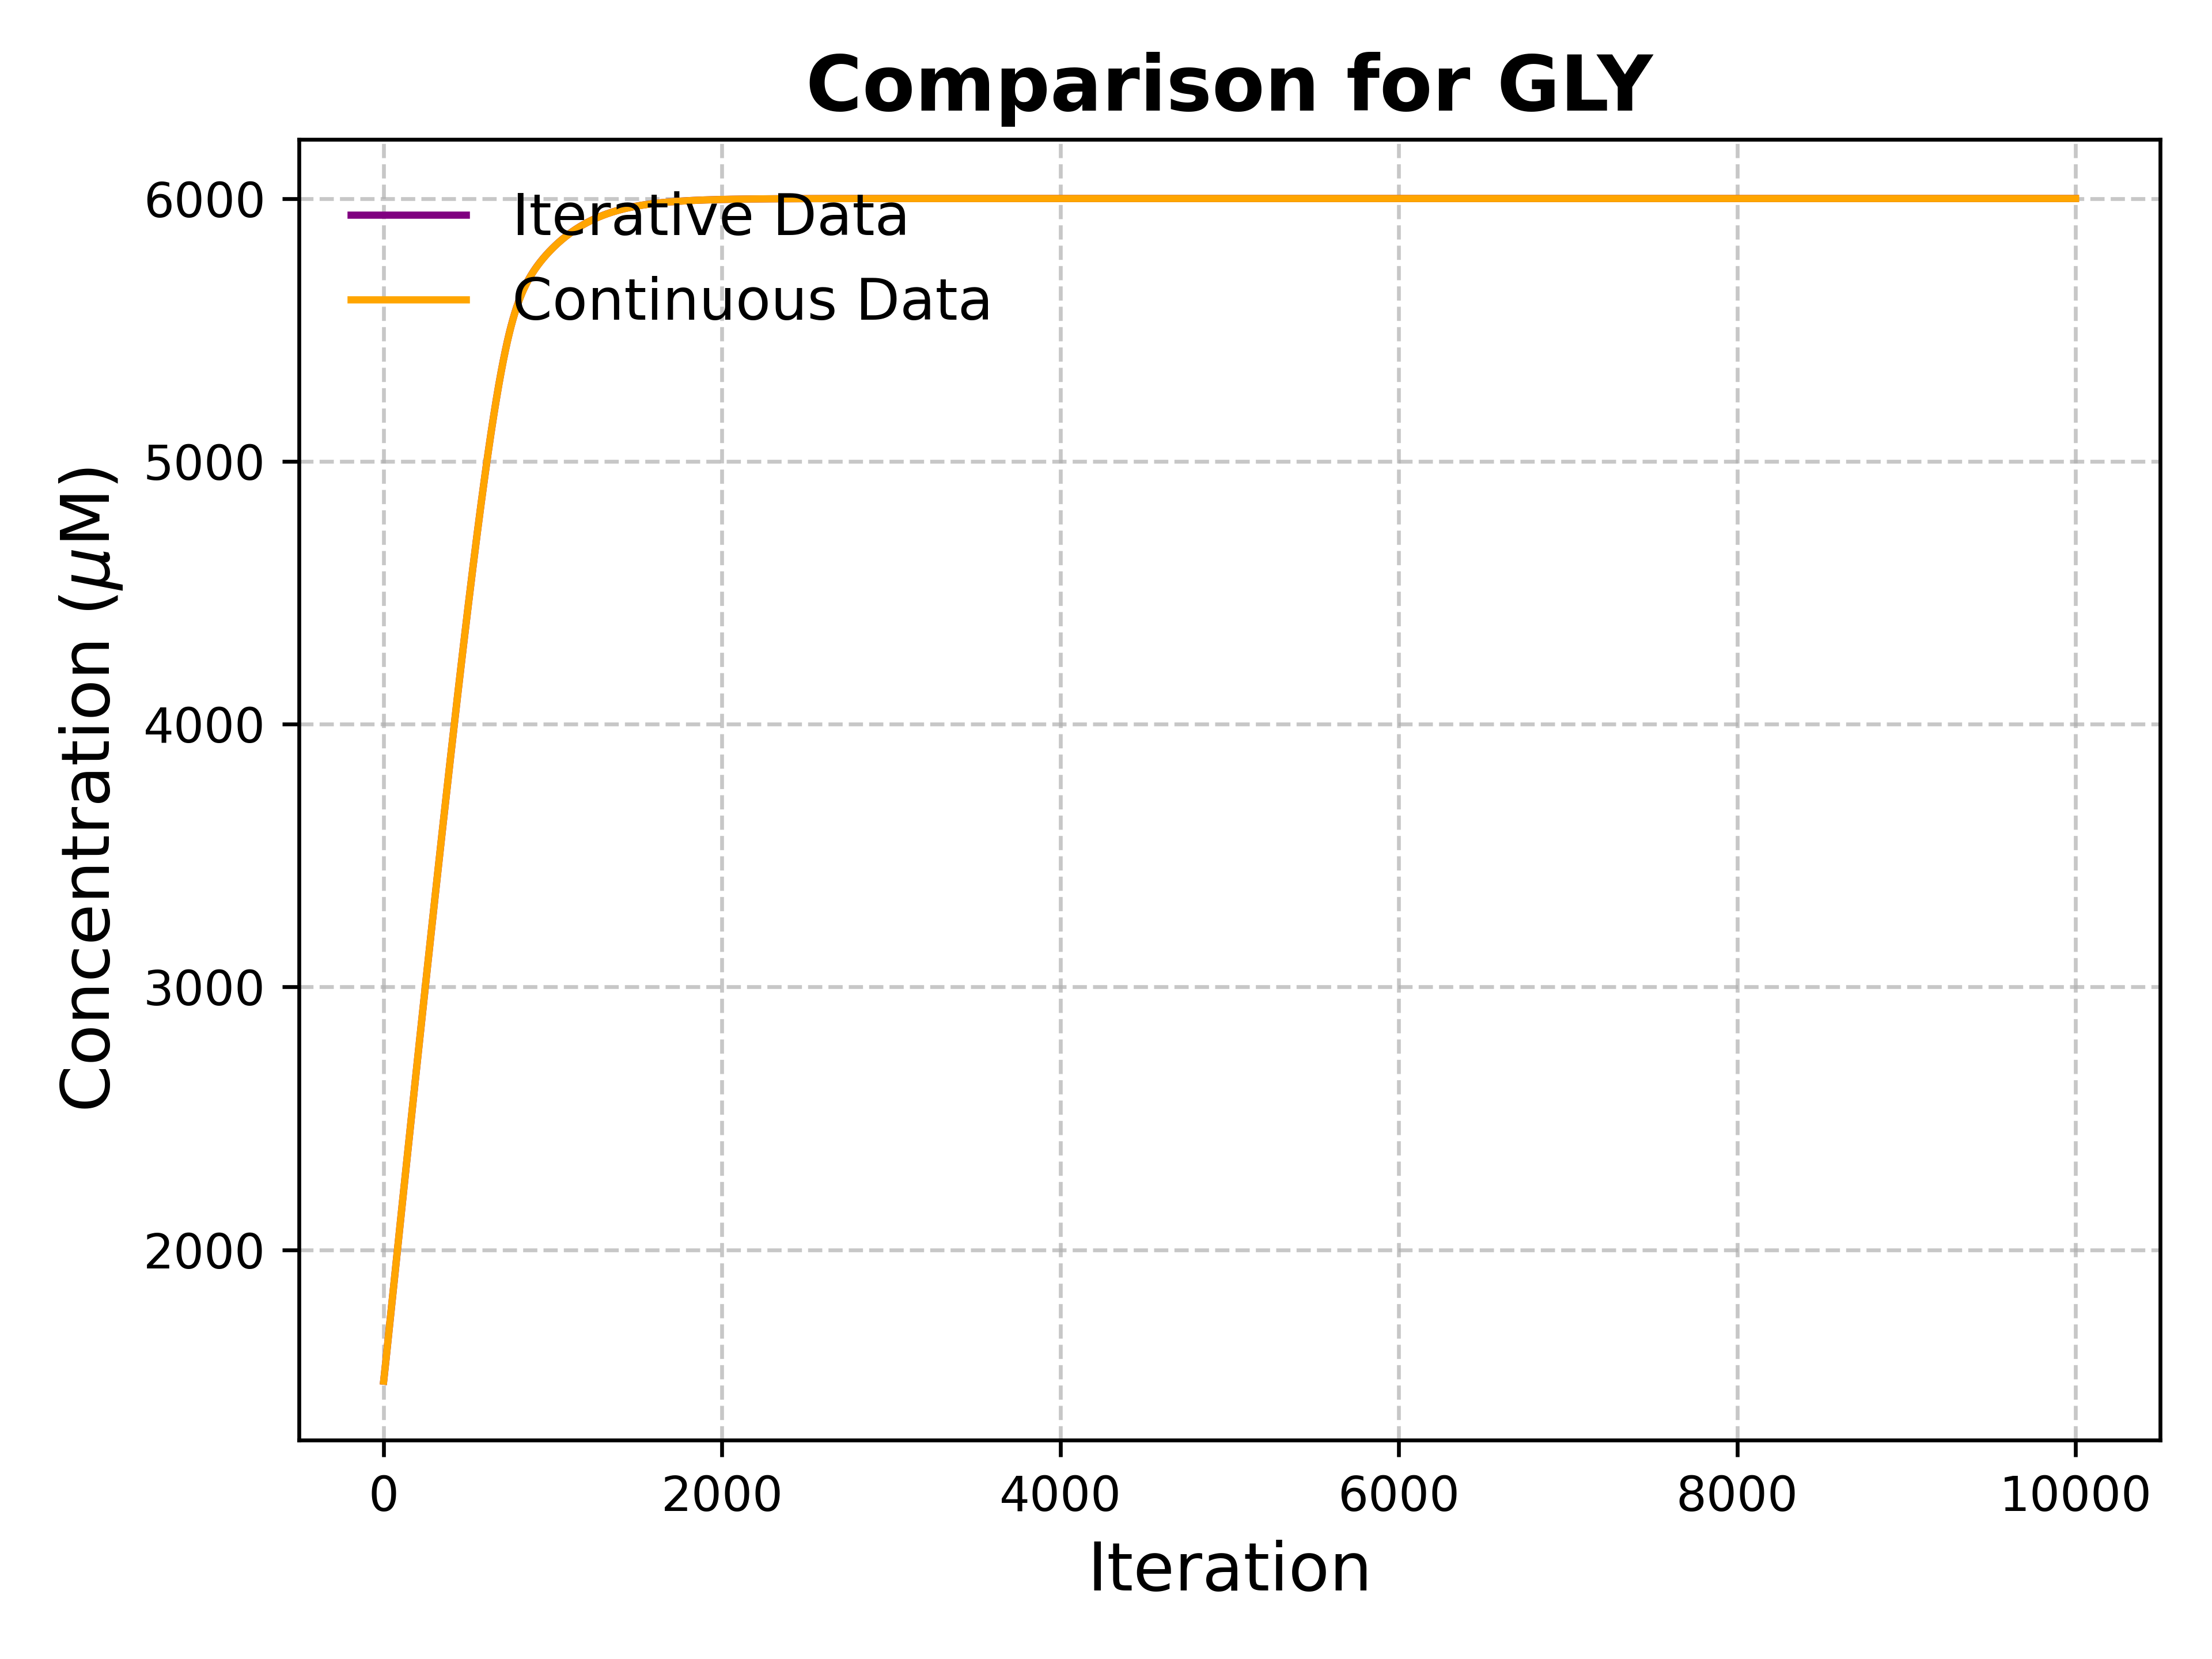 Comparison for GLY
Iterative Data
Continuous Data
Concentration (μM)
6000
5000
4000
3000
2000
0
2000
4000
6000
8000
10000
Iteration